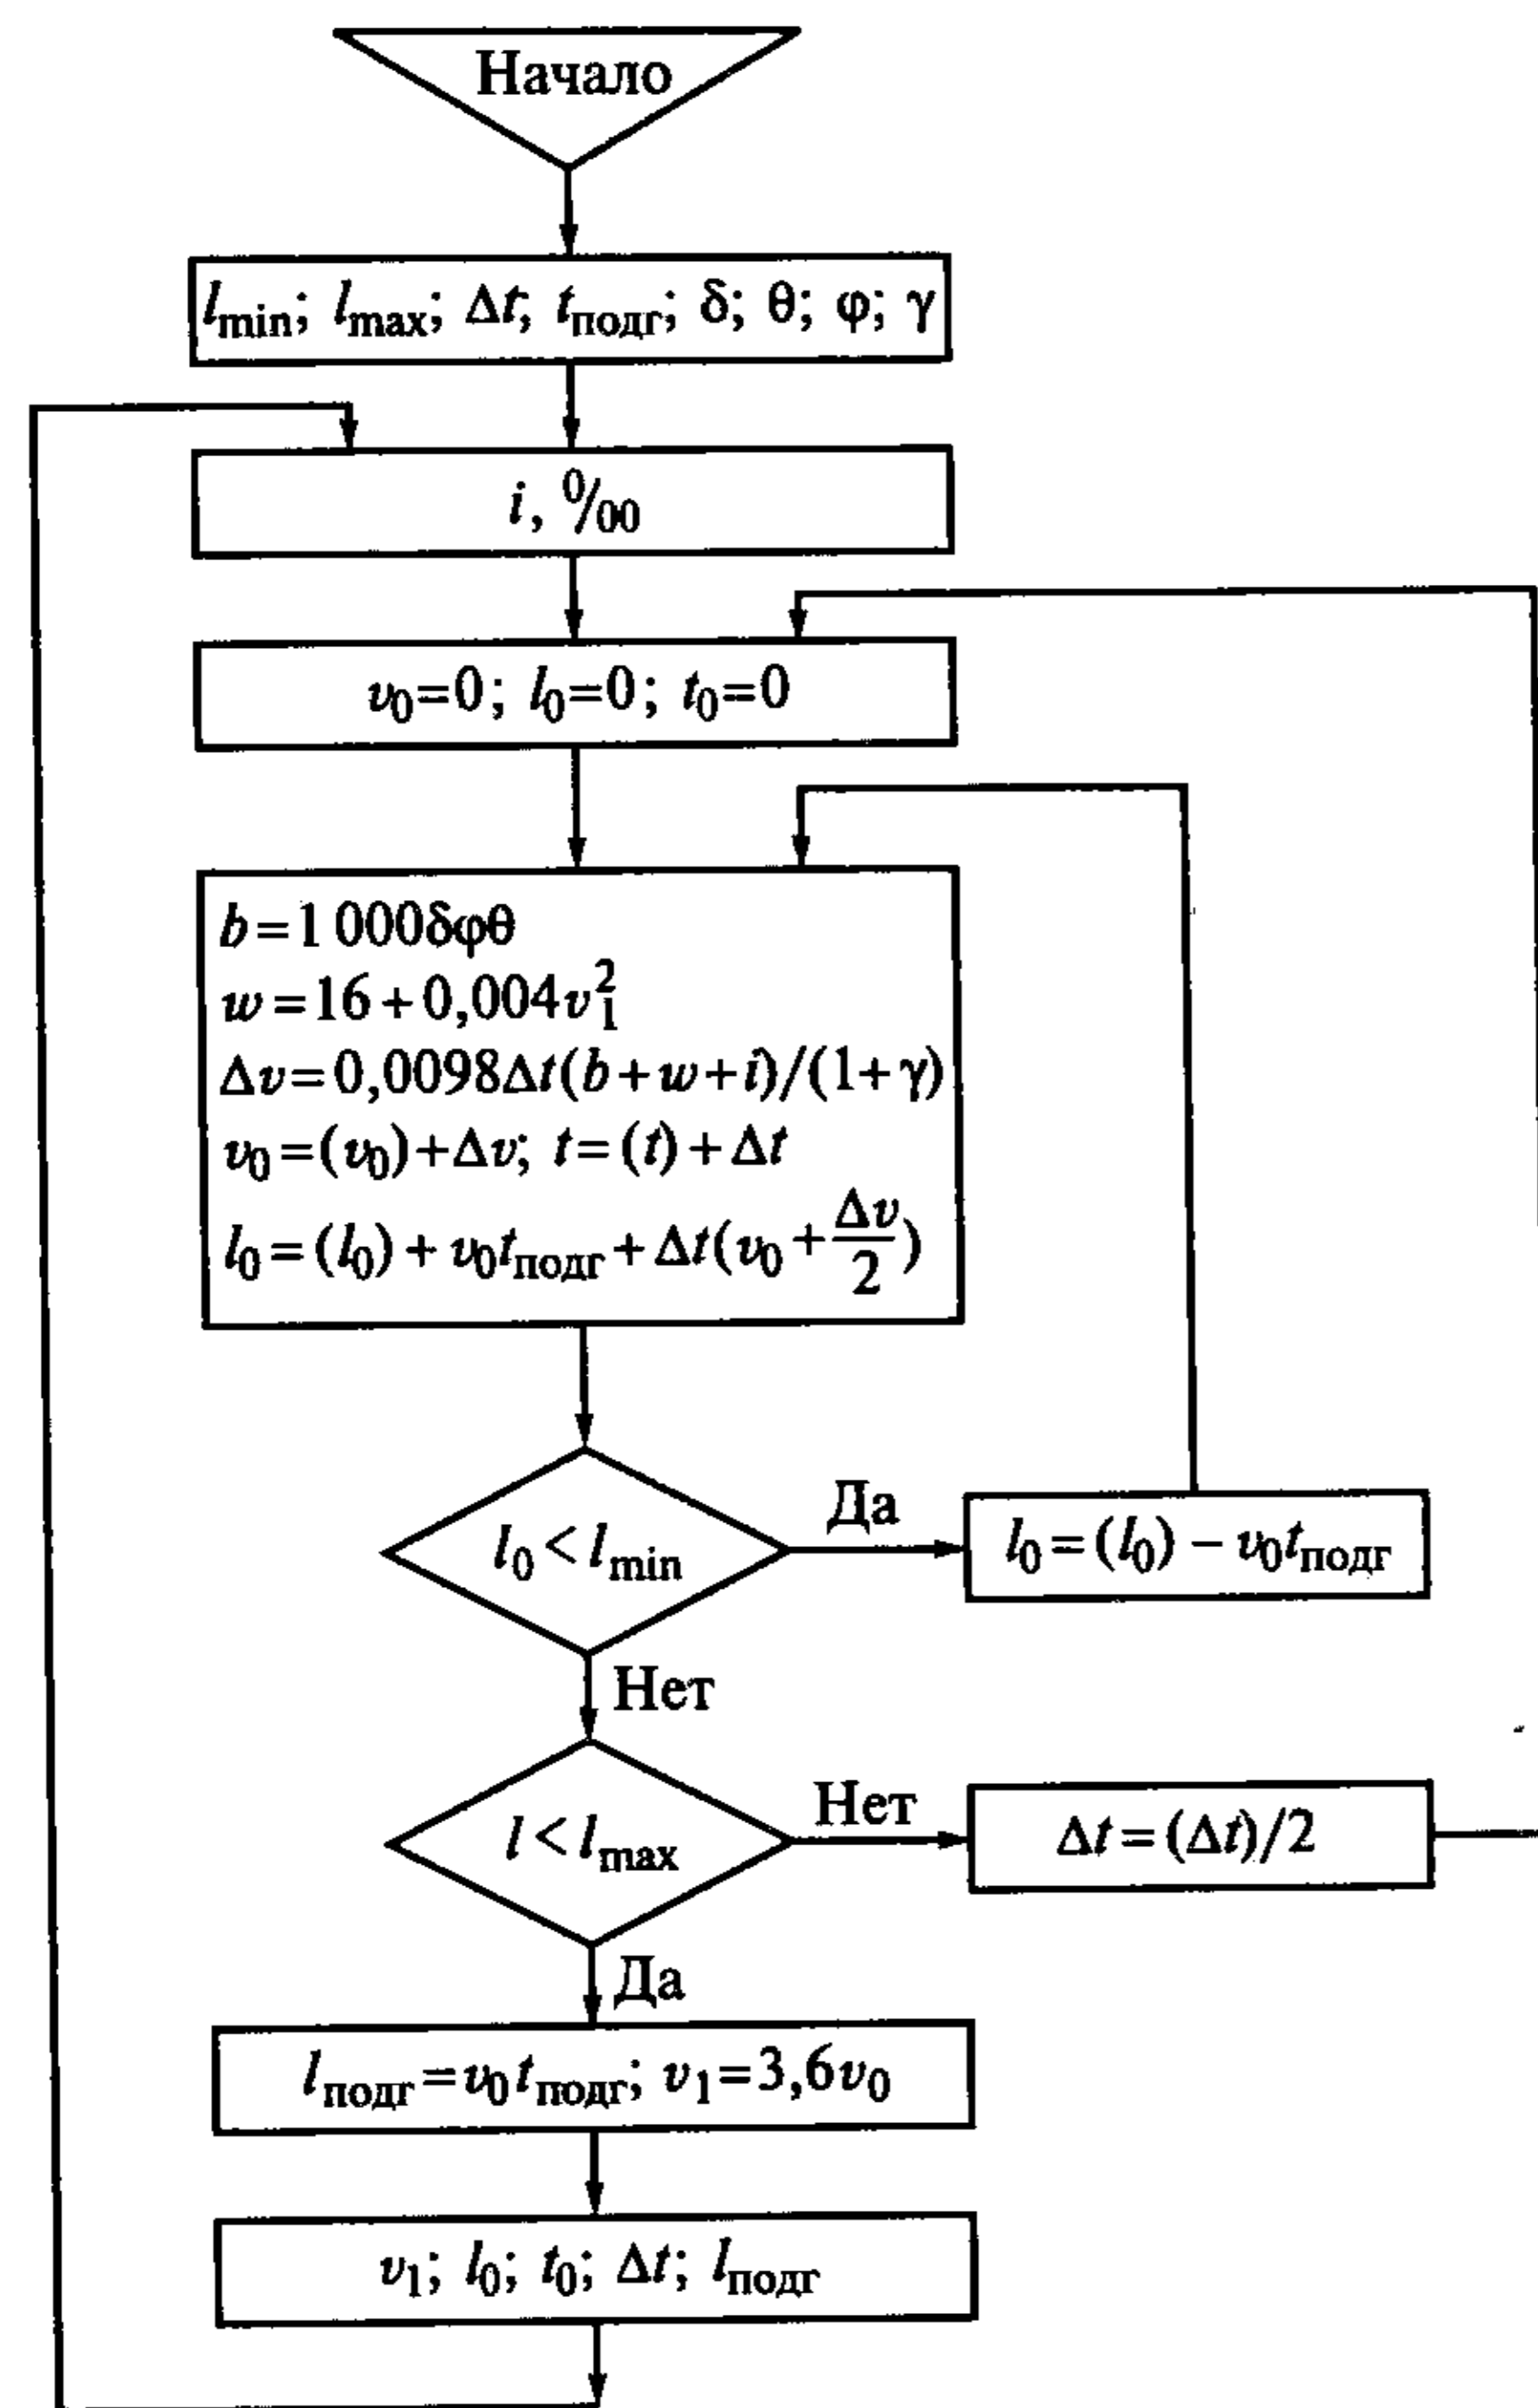 Начало
l_min; l_max; Δt; t_подг; δ; θ; φ; γ
i, ‰
v₀=0; l₀=0; t₀=0
b=1 000δφθ
w=16+0,004v₁²
Δv=0,0098Δt(b+w+i)/(1+γ)
v₀=(v₀)+Δv; t=(t)+Δt
l₀=(l₀)+v₀t_подг+Δt(v₀+Δv/2)
l₀<l_min
Да
l₀=(l₀)−v₀t_подг
Нет
l<l_max
Нет
Δt=(Δt)/2
Да
l_подг=v₀t_подг; v₁=3,6v₀
v₁; l₀; t₀; Δt; l_подг